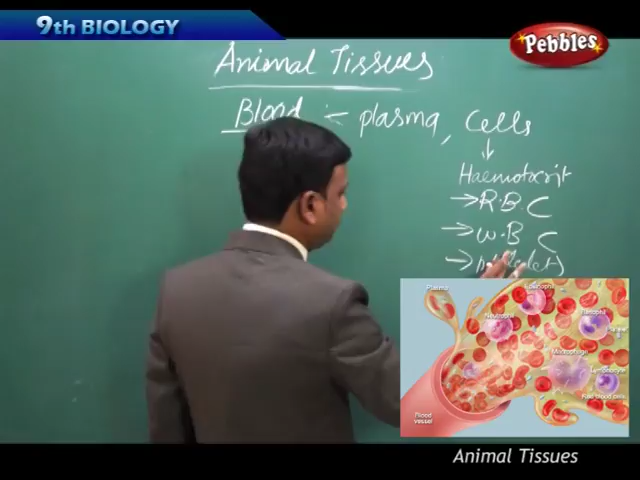 9th BIOLOGY
Pebbles
Animal Tissues
Blood :- plasma, Cells
Haemotocrit
→ R.B.C
→ W.B.C
Plasma
Neutrophil
Macrophage
Lymphocyte
Red blood cells
Blood vessel
Animal Tissues